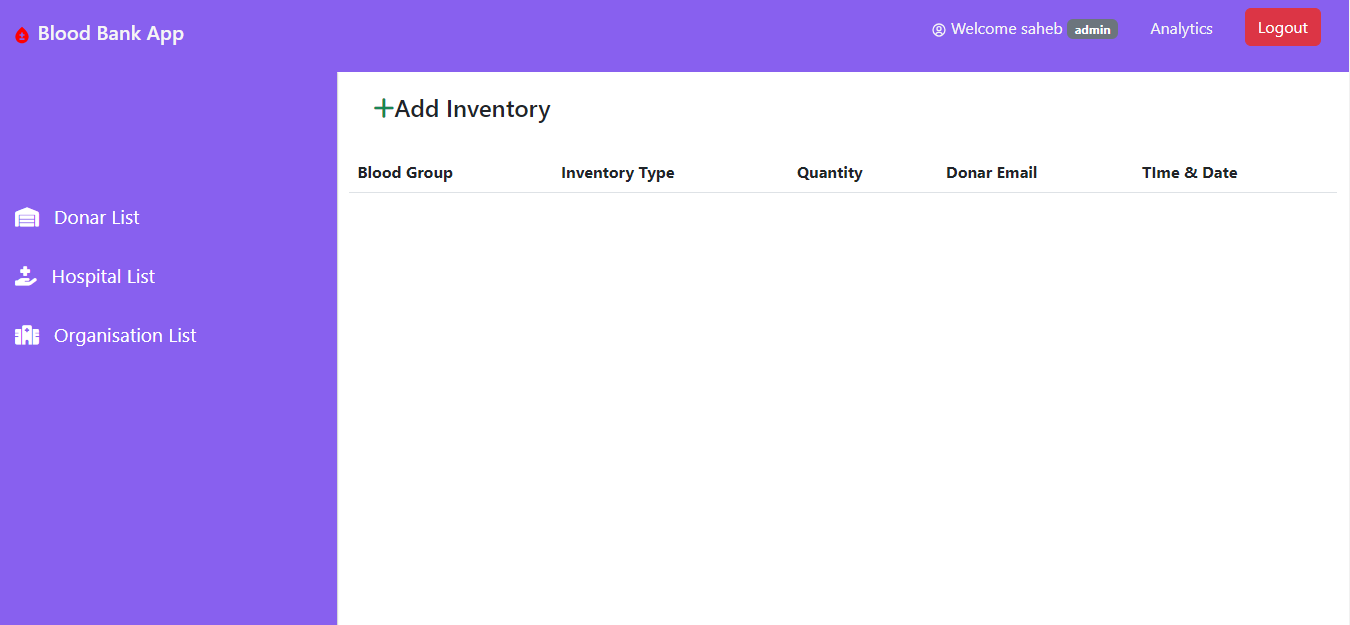 Blood Bank App
Welcome saheb admin Analytics Logout
Add Inventory
Blood Group Inventory Type Quantity Donar Email TIme & Date
Donar List
Hospital List
Organisation List